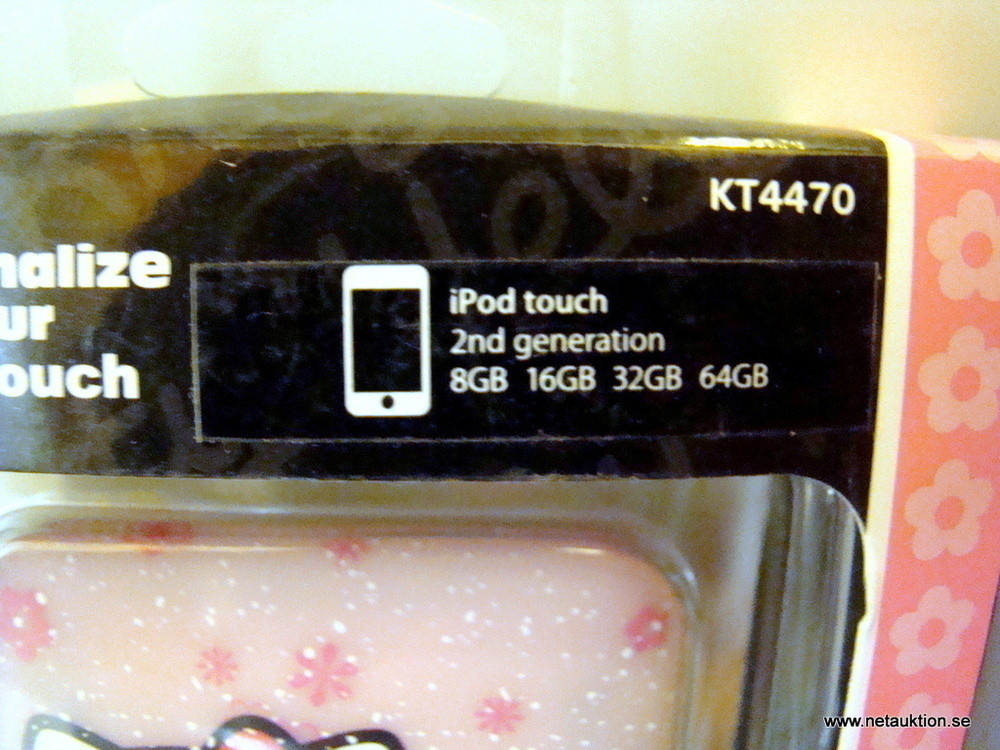 KT4470
nalize
ur
ouch
iPod touch
2nd generation
8GB 16GB 32GB 64GB
www.netauktion.se